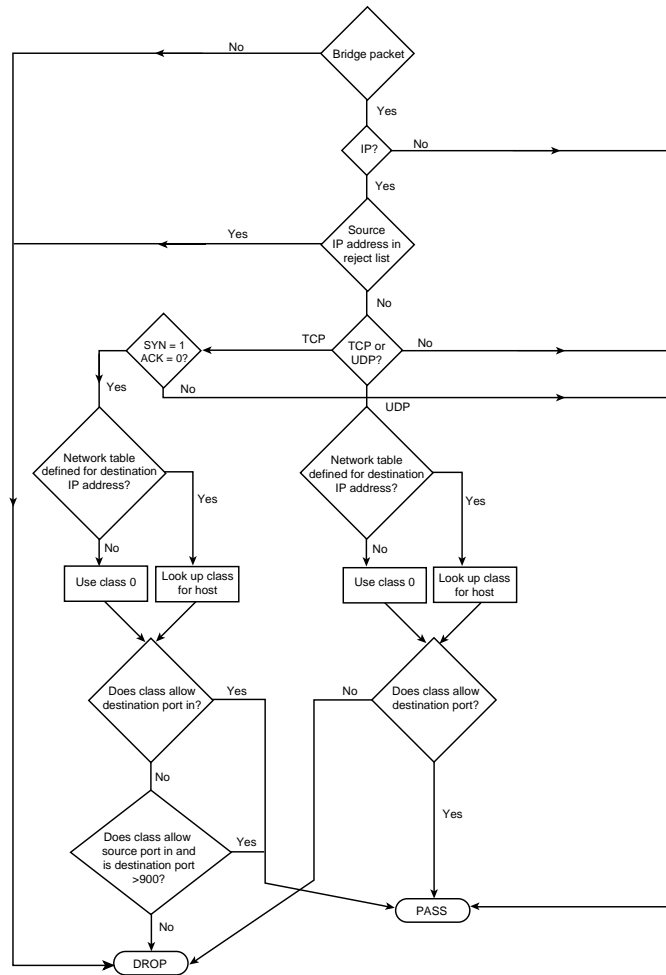 No
Bridge packet
Yes
IP?
No
Yes
Yes
Source
IP address in
reject list
No
SYN = 1
ACK = 0?
TCP
TCP or
UDP?
No
Yes
No
UDP
Network table
defined for destination
IP address?
Yes
No
Network table
defined for destination
IP address?
Yes
No
Use class 0
Look up class
for host
Use class 0
Look up class
for host
Does class allow
destination port in?
Yes
No
Does class allow
destination port?
No
Yes
Does class allow
source port in and
is destination port
>900?
Yes
No
PASS
DROP